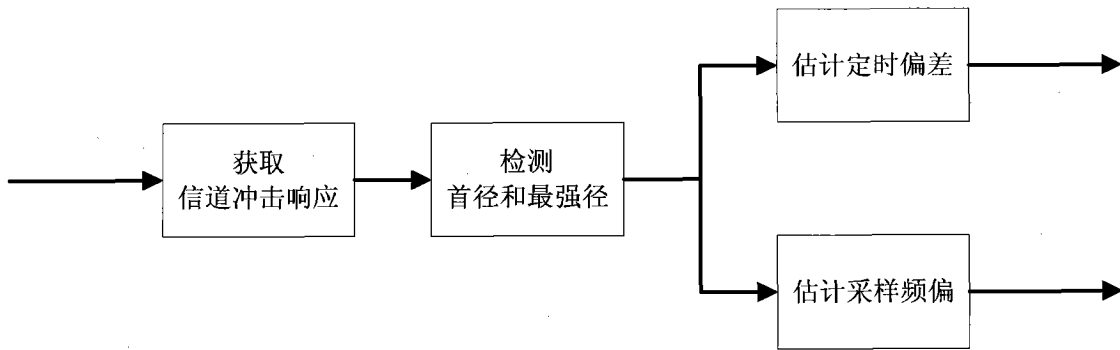 估计定时偏差
获取
信道冲击响应
检测
首径和最强径
估计采样频偏